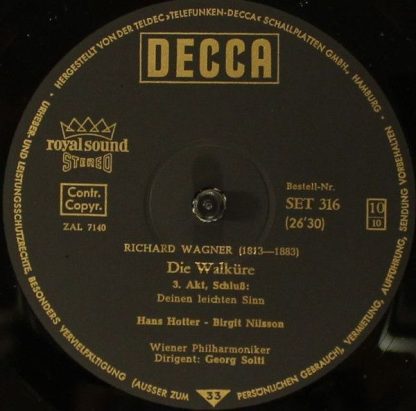 HERGESTELLT VON DER TELDEC »TELEFUNKEN-DECCA« SCHALLPLATTEN GMBH., HAMBURG
DECCA
royal sound
STEREO
Contr.
Copyr.
ZAL 7140
Bestell-Nr.
SET 316
(26'30)
10
10
RICHARD WAGNER (1813—1883)
Die Walküre
3. Akt, Schluß:
Deinen leichten Sinn
Hans Hotter - Birgit Nilsson
Wiener Philharmoniker
Dirigent: Georg Solti
33
URHEBER- UND LEISTUNGSSCHUTZRECHTE, BESONDERS VERVIELFÄLTIGUNG (AUSSER ZUM PERSÖNLICHEN GEBRAUCH), VERMIETUNG, AUFFÜHRUNG, SENDUNG VORBEHALTEN